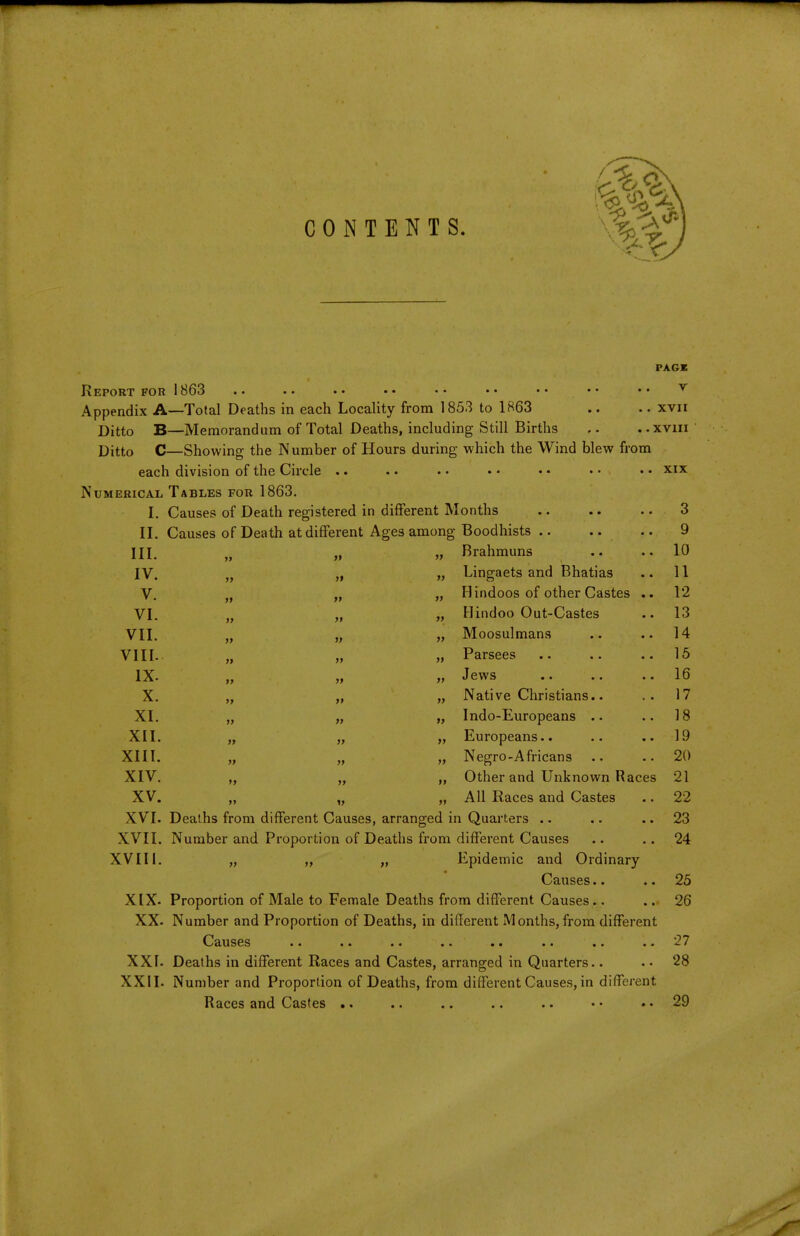 CONTENTS.
PAGE
REPORT FOR 1863 .. .. .. .. .. .. .. .. .. v
Appendix A—Total Deaths in each Locality from 1853 to 1863 .. .. xvii
Ditto B—Memorandum of Total Deaths, including Still Births .. .. xviii
Ditto C—Showing the Number of Hours during which the Wind blew from
each division of the Circle .. .. .. .. .. .. .. xix
NUMERICAL TABLES FOR 1863.
I. Causes of Death registered in different Months .. .. .. 3
II. Causes of Death at different Ages among Boodhists .. .. .. 9
III. „ „ „ Brahmuns .. .. 10
IV. „ „ „ Lingaets and Bhatias .. 11
V. „ „ „ Hindoos of other Castes .. 12
VI. „ „ „ Hindoo Out-Castes .. 13
VII. „ „ „ Moosulmans .. .. 14
VIII. „ „ „ Parsees .. .. .. 15
IX. „ „ „ Jews .. .. .. 16
X. „ „ „ Native Christians.. .. 17
XI. „ „ „ Indo-Europeans .. .. 18
XII. „ „ „ Europeans.. .. .. 19
XIII. „ „ „ Negro-Africans .. .. 20
XIV. „ „ „ Other and Unknown Races 21
XV. „ „ „ All Races and Castes .. 22
XVI. Deaths from different Causes, arranged in Quarters .. .. .. 23
XVII. Number and Proportion of Deaths from different Causes .. .. 24
XVIII. „ „ „ Epidemic and Ordinary
Causes.. .. 25
XIX. Proportion of Male to Female Deaths from different Causes.. .. 26
XX. Number and Proportion of Deaths, in different Months, from different
Causes .. .. .. .. .. .. .. .. 27
XXI. Deaths in different Races and Castes, arranged in Quarters.. .. 28
XXII. Number and Proportion of Deaths, from different Causes, in different
Races and Castes .. .. .. .. .. .. .. 29